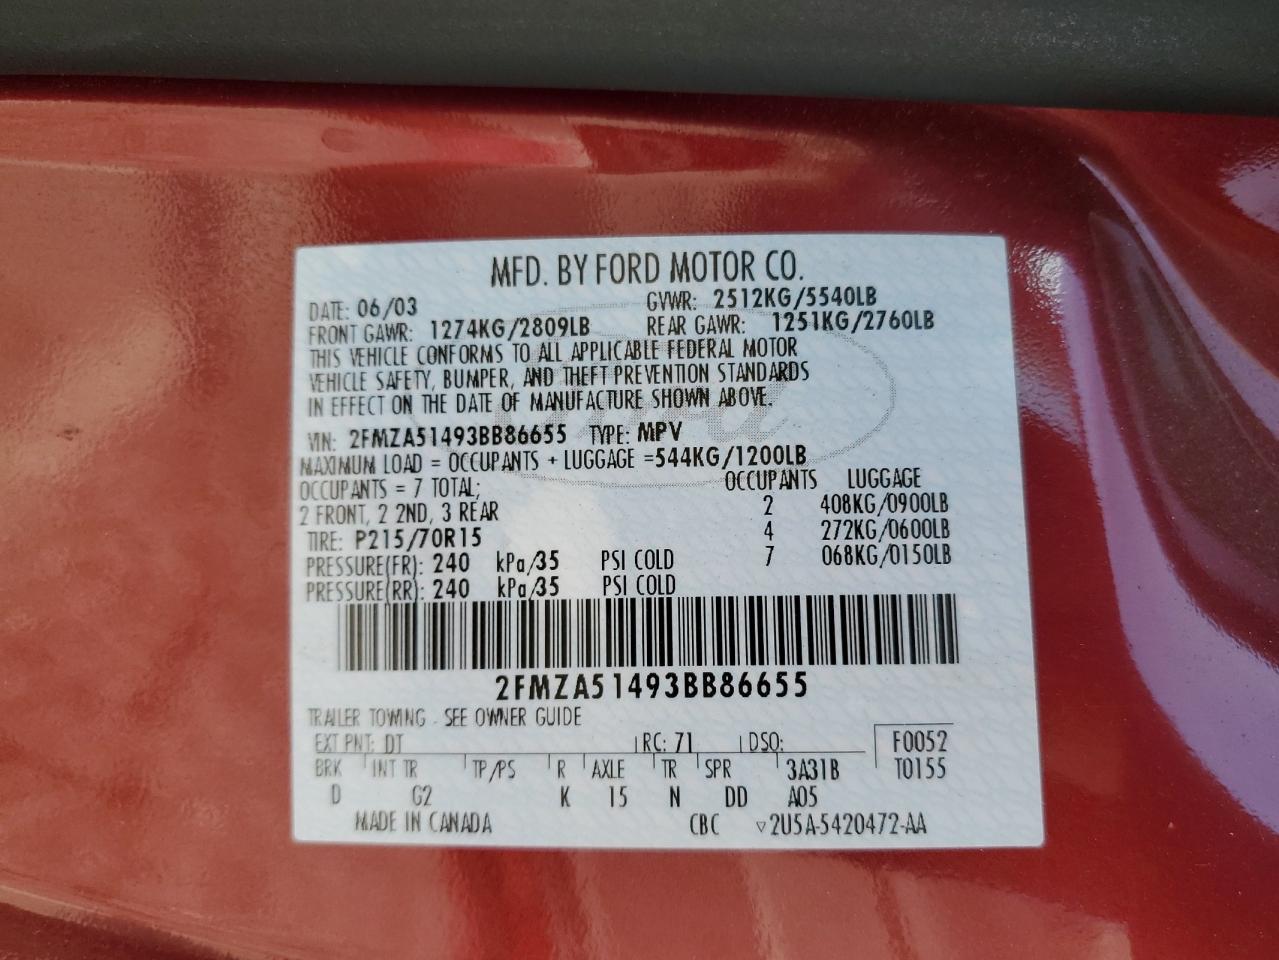 MFD. BY FORD MOTOR CO.
DATE: 06/03 GVWR: 2512KG/5540LB
FRONT GAWR: 1274KG/2809LB REAR GAWR: 1251KG/2760LB
THIS VEHICLE CONFORMS TO ALL APPLICABLE FEDERAL MOTOR
VEHICLE SAFETY, BUMPER, AND THEFT PREVENTION STANDARDS
IN EFFECT ON THE DATE OF MANUFACTURE SHOWN ABOVE.
VIN: 2FMZA51493BB86655 TYPE: MPV
MAXIMUM LOAD = OCCUPANTS + LUGGAGE =544KG/1200LB
OCCUPANTS = 7 TOTAL; OCCUPANTS LUGGAGE
2 FRONT, 2 2ND, 3 REAR 2 408KG/0900LB
TIRE: P215/70R15 4 272KG/0600LB
PRESSURE(FR): 240 kPa/35 PSI COLD 7 068KG/0150LB
PRESSURE(RR): 240 kPa/35 PSI COLD
2FMZA51493BB86655
TRAILER TOWING - SEE OWNER GUIDE
EXT PNT: DT RC: 71 DSO: F0052
BRK INT TR TP/PS R AXLE TR SPR 3A31B T0155
D G2 K 15 N DD A05
MADE IN CANADA CBC ▽2U5A-5420472-AA